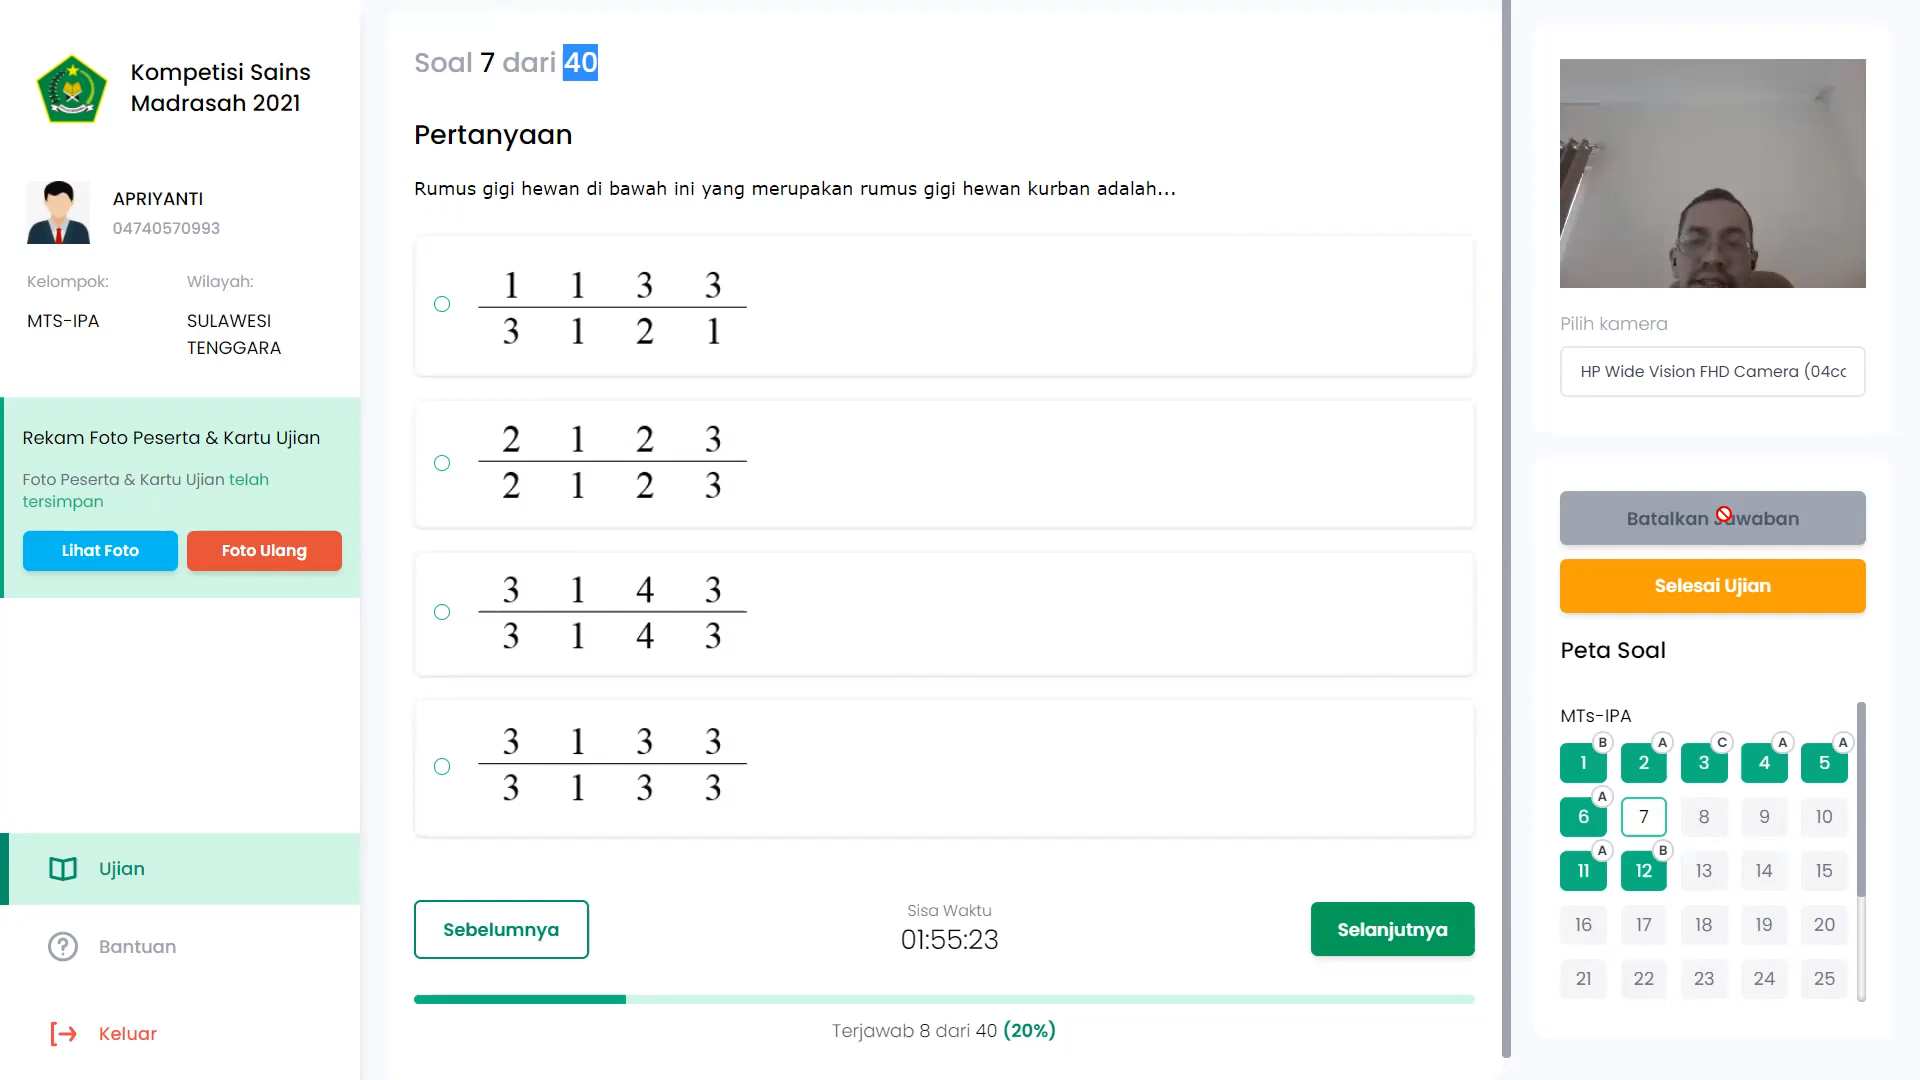 Kompetisi Sains
Madrasah 2021
APRIYANTI
04740570993
Kelompok:
Wilayah:
MTS-IPA
SULAWESI
TENGGARA
Rekam Foto Peserta & Kartu Ujian
Foto Peserta & Kartu Ujian telah
tersimpan
Lihat Foto
Foto Ulang
Ujian
Bantuan
Keluar
Soal 7 dari 40
Pertanyaan
Rumus gigi hewan di bawah ini yang merupakan rumus gigi hewan kurban adalah...
1 1 3 3
3 1 2 1
2 1 2 3
2 1 2 3
3 1 4 3
3 1 4 3
3 1 3 3
3 1 3 3
Sebelumnya
Sisa Waktu
01:55:23
Selanjutnya
Terjawab 8 dari 40 (20%)
Pilih kamera
HP Wide Vision FHD Camera (04cc
Batalkan Jawaban
Selesai Ujian
Peta Soal
MTs-IPA
B A C A A
1 2 3 4 5
A
6 7 8 9 10
A B
11 12 13 14 15
16 17 18 19 20
21 22 23 24 25